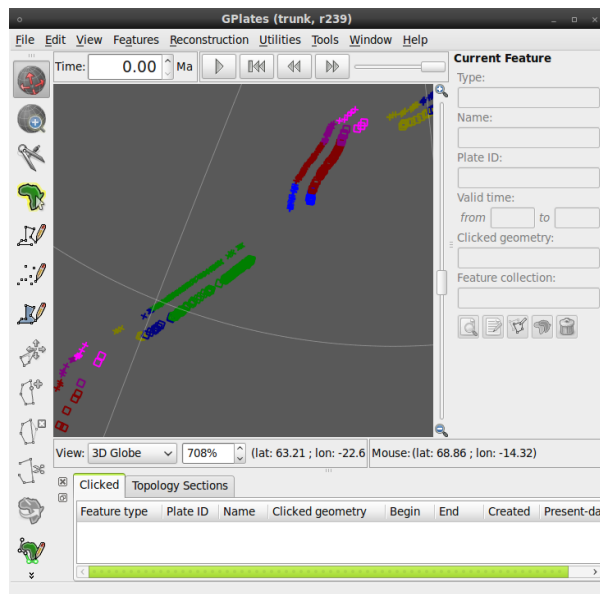 GPlates (trunk, r239)
File Edit View Features Reconstruction Utilities Tools Window Help
Time: 0.00 Ma
Current Feature
Type:
Name:
Plate ID:
Valid time:
from to
Clicked geometry:
Feature collection:
View: 3D Globe 708% (lat: 63.21 ; lon: -22.6 Mouse: (lat: 68.86 ; lon: -14.32)
Clicked Topology Sections
Feature type Plate ID Name Clicked geometry Begin End Created Present-da